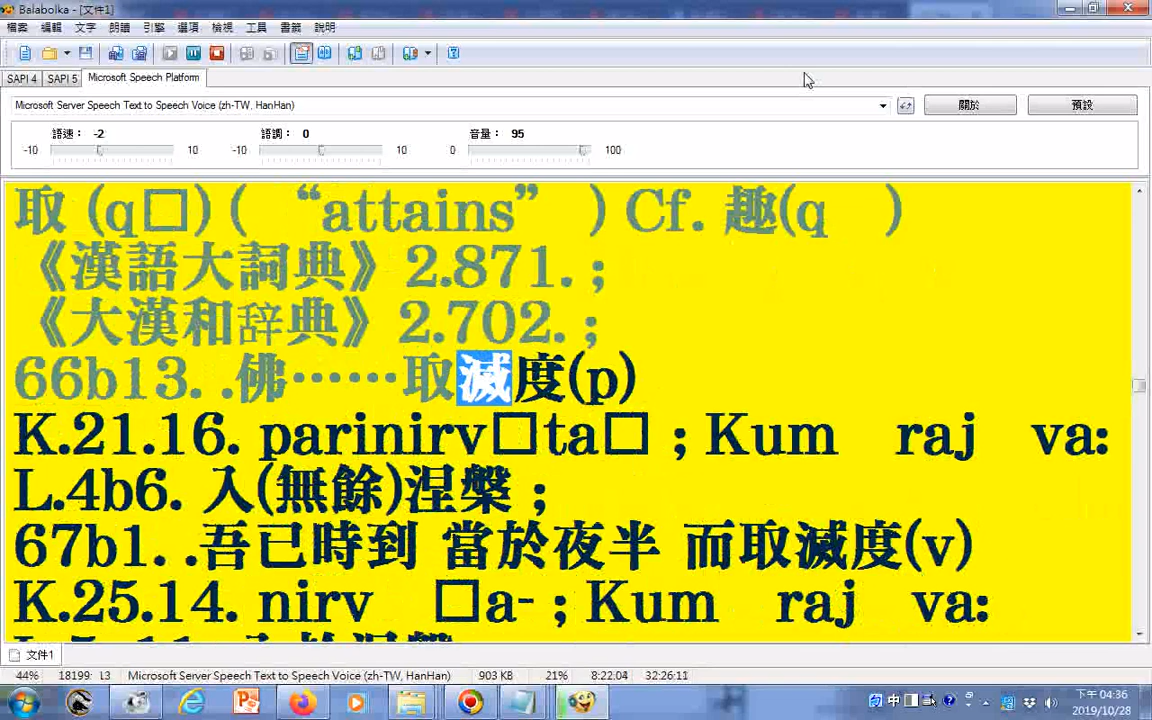 Balabolka - [文件1]
檔案 編輯 文字 朗讀 引擎 選項 檢視 工具 書籤 說明
SAPI 4 SAPI 5 Microsoft Speech Platform
Microsoft Server Speech Text to Speech Voice (zh-TW, HanHan) 關於 預設
語速： -2 語調： 0 音量： 95
-10 10 -10 10 0 100
取 (q□) ( “attains” ) Cf. 趣(q )
《漢語大詞典》 2.871. ;
《大漢和辞典》 2.702. ;
66b13. .佛……取滅度(p)
K.21.16. parinirv□ta□ ; Kum raj va:
L.4b6. 入(無餘)涅槃 ;
67b1. .吾已時到 當於夜半 而取滅度(v)
K.25.14. nirv □a- ; Kum raj va:
文件1
44% 18199: 13 Microsoft Server Speech Text to Speech Voice (zh-TW, HanHan) 903 KB 21% 8:22:04 32:26:11
中
下午 04:36
2019/10/28